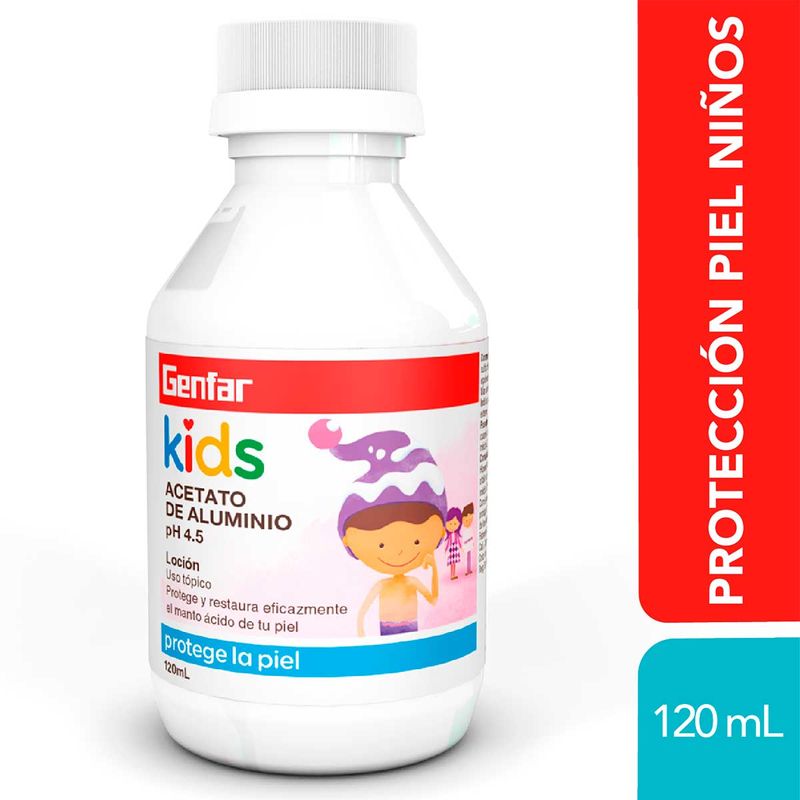 Genfar
kids
ACETATO
DE ALUMINIO
pH 4.5
Loción
Uso tópico
Protege y restaura eficazmente
el manto ácido de tu piel
protege la piel
120mL
PROTECCIÓN PIEL NIÑOS
120 mL